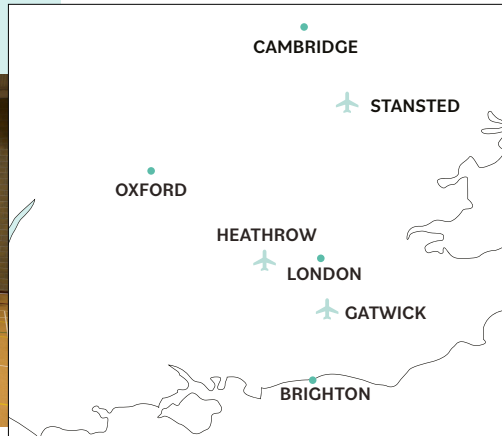 CAMBRIDGE
STANSTED
OXFORD
HEATHROW
LONDON
GATWICK
BRIGHTON